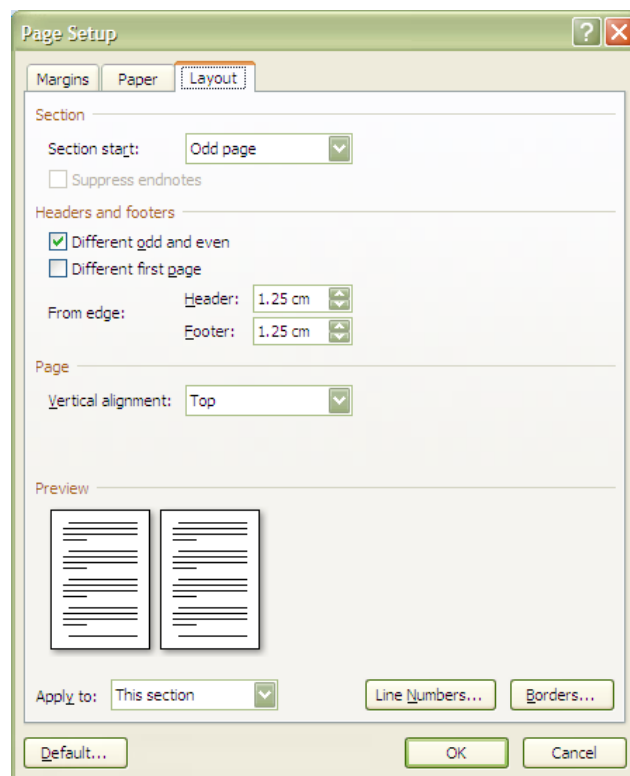 Page Setup
Margins Paper Layout
Section
Section start: Odd page
Suppress endnotes
Headers and footers
Different odd and even
Different first page
From edge: Header: 1.25 cm
Footer: 1.25 cm
Page
Vertical alignment: Top
Preview
Apply to: This section Line Numbers... Borders...
Default... OK Cancel